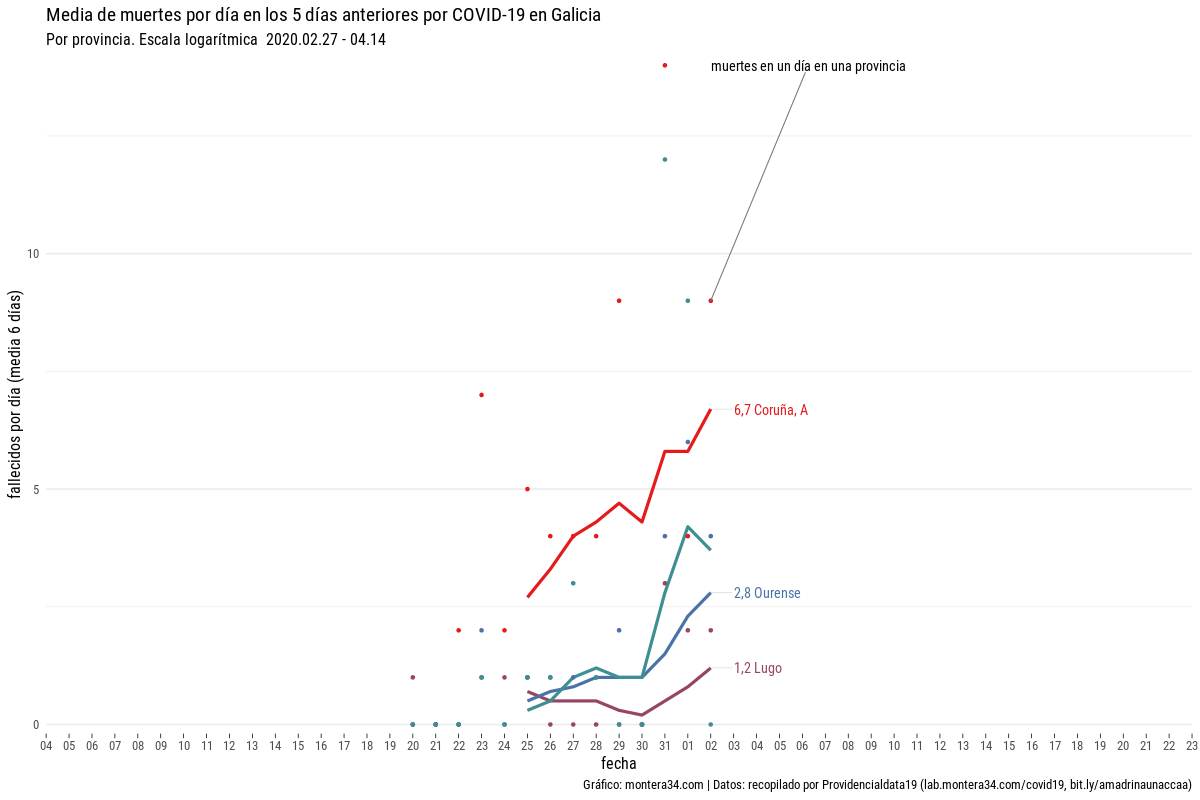 Media de muertes por día en los 5 días anteriores por COVID-19 en Galicia
Por provincia. Escala logarítmica  2020.02.27 - 04.14
muertes en un día en una provincia
10
5
0
fallecidos por día (media 6 días)
6,7 Coruña, A
2,8 Ourense
1,2 Lugo
04 05 06 07 08 09 10 11 12 13 14 15 16 17 18 19 20 21 22 23 24 25 26 27 28 29 30 31 01 02 03 04 05 06 07 08 09 10 11 12 13 14 15 16 17 18 19 20 21 22 23
fecha
Gráfico: montera34.com | Datos: recopilado por Providencialdata19 (lab.montera34.com/covid19, bit.ly/amadrinaunaccaa)